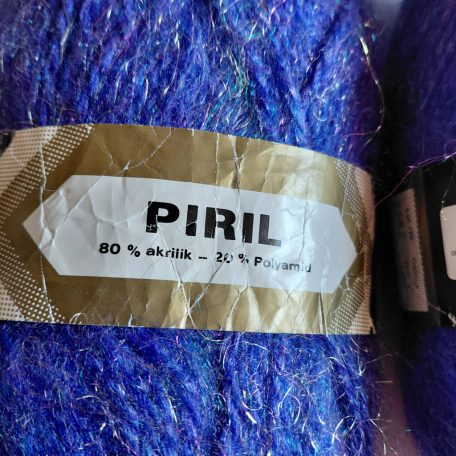 PIRIL
80 % akrilik – 20 % Polyamid